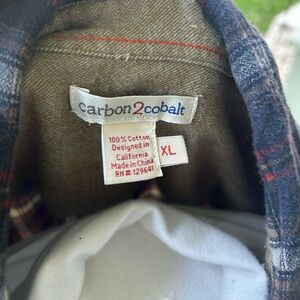 carbon2cobalt
100% Cotton
Designed in
California
Made in China
RN# 129641
XL